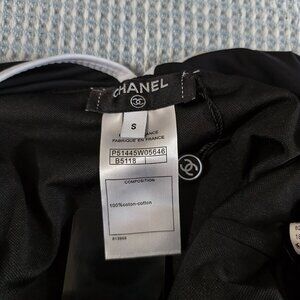 CHANEL
S
FABRIQUE EN FRANCE
P51445W05646
B5118
COMPOSITION
100%coton-cotton